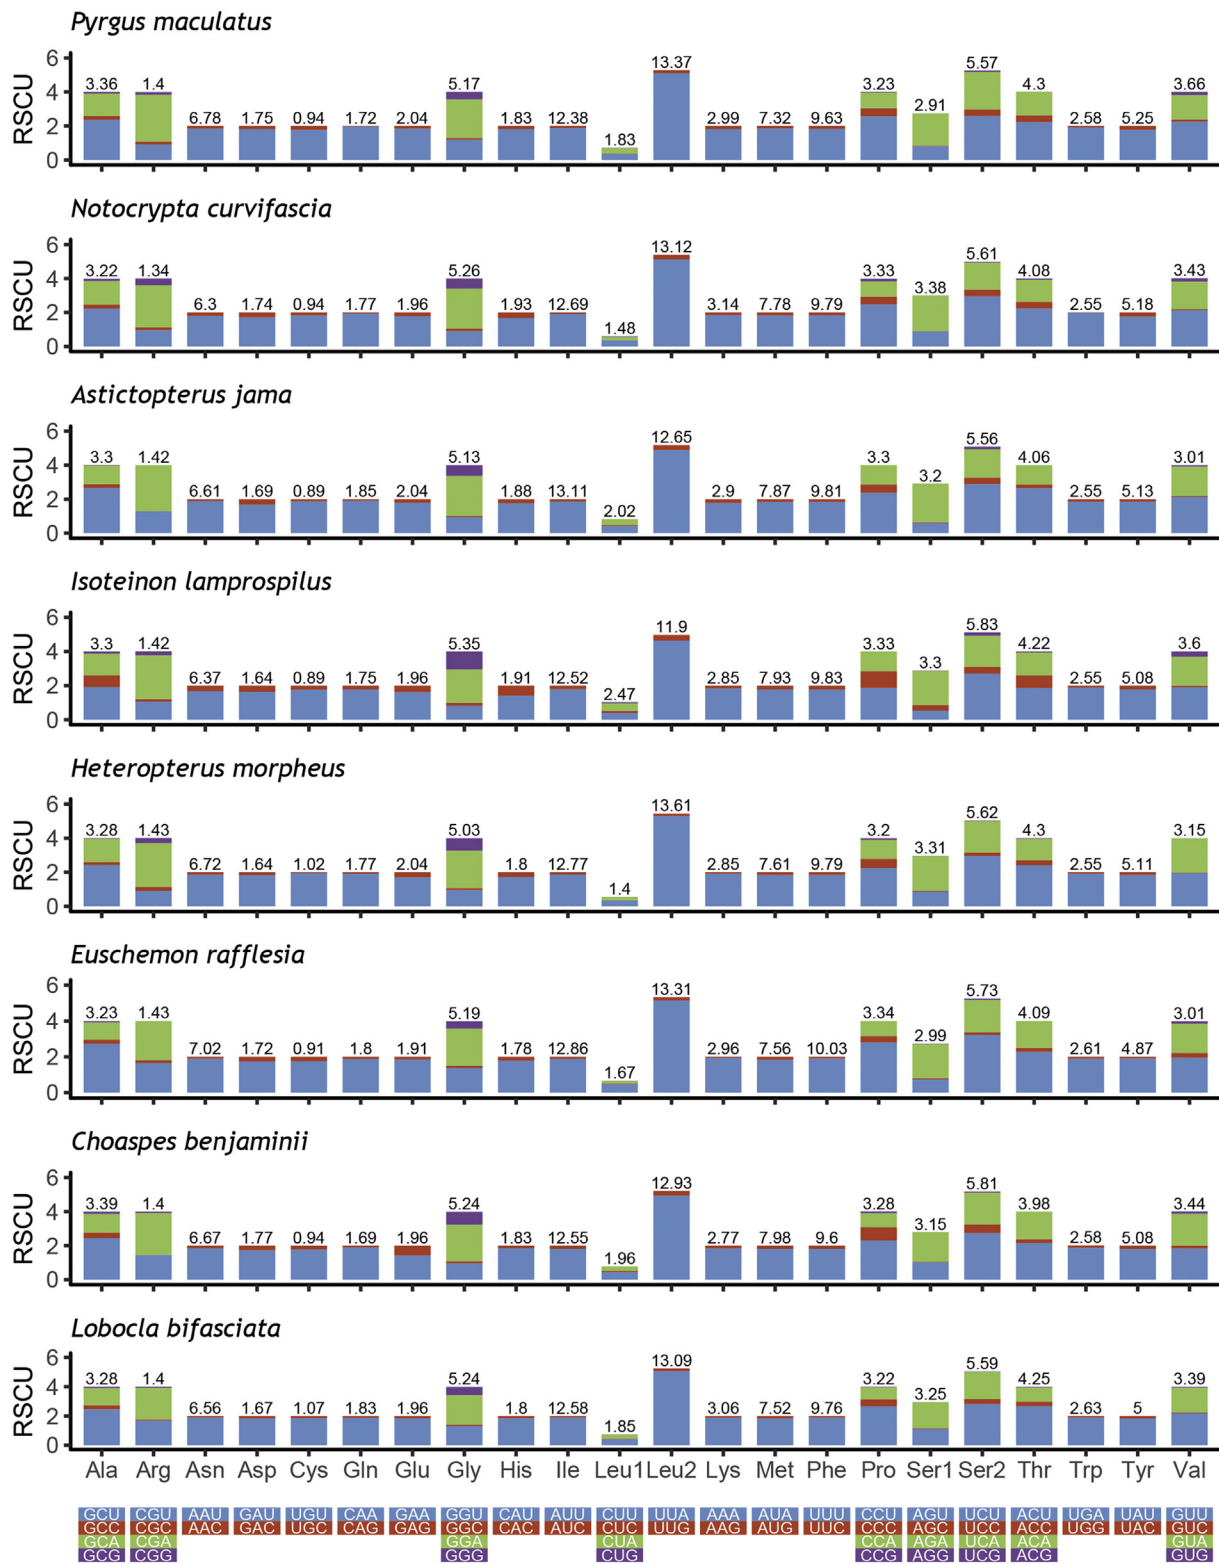 Pyrgus maculatus
RSCU
6
4
2
0
3.36 1.4 6.78 1.75 0.94 1.72 2.04 5.17 1.83 12.38 1.83 13.37 2.99 7.32 9.63 3.23 2.91 5.57 4.3 2.58 5.25 3.66
Notocrypta curvifascia
RSCU
6
4
2
0
3.22 1.34 6.3 1.74 0.94 1.77 1.96 5.26 1.93 12.69 1.48 13.12 3.14 7.78 9.79 3.33 3.38 5.61 4.08 2.55 5.18 3.43
Astictopterus jama
RSCU
6
4
2
0
3.3 1.42 6.61 1.69 0.89 1.85 2.04 5.13 1.88 13.11 2.02 12.65 2.9 7.87 9.81 3.3 3.2 5.56 4.06 2.55 5.13 3.01
Isoteinon lamprospilus
RSCU
6
4
2
0
3.3 1.42 6.37 1.64 0.89 1.75 1.96 5.35 1.91 12.52 2.47 11.9 2.85 7.93 9.83 3.33 3.3 5.83 4.22 2.55 5.08 3.6
Heteropterus morpheus
RSCU
6
4
2
0
3.28 1.43 6.72 1.64 1.02 1.77 2.04 5.03 1.8 12.77 1.4 13.61 2.85 7.61 9.79 3.2 3.31 5.62 4.3 2.55 5.11 3.15
Euschemon rafflesia
RSCU
6
4
2
0
3.23 1.43 7.02 1.72 0.91 1.8 1.91 5.19 1.78 12.86 1.67 13.31 2.96 7.56 10.03 3.34 2.99 5.73 4.09 2.61 4.87 3.01
Choaspes benjaminii
RSCU
6
4
2
0
3.39 1.4 6.67 1.77 0.94 1.69 1.96 5.24 1.83 12.55 1.96 12.93 2.77 7.98 9.6 3.28 3.15 5.81 3.98 2.58 5.08 3.44
Lobocla bifasciata
RSCU
6
4
2
0
3.28 1.4 6.56 1.67 1.07 1.83 1.96 5.24 1.8 12.58 1.85 13.09 3.06 7.52 9.76 3.22 3.25 5.59 4.25 2.63 5 3.39
Ala Arg Asn Asp Cys Gln Glu Gly His Ile Leu1 Leu2 Lys Met Phe Pro Ser1 Ser2 Thr Trp Tyr Val
GCU CGU AAU GAU UGU CAA GAA GGU CAU AUU CUU UUA AAA AUA UUU CCU AGU UCU ACU UGA UAU GUU
GCC CGC AAC GAC UGC CAG GAG GGC CAC AUC CUC UUG AAG AUG UUC CCC AGC UCC ACC UGG UAC GUC
GCA CGA GGA CUA CCA AGA UCA ACA GUA
GCG CGG GGG CUG CCG AGG UCG ACG GUG